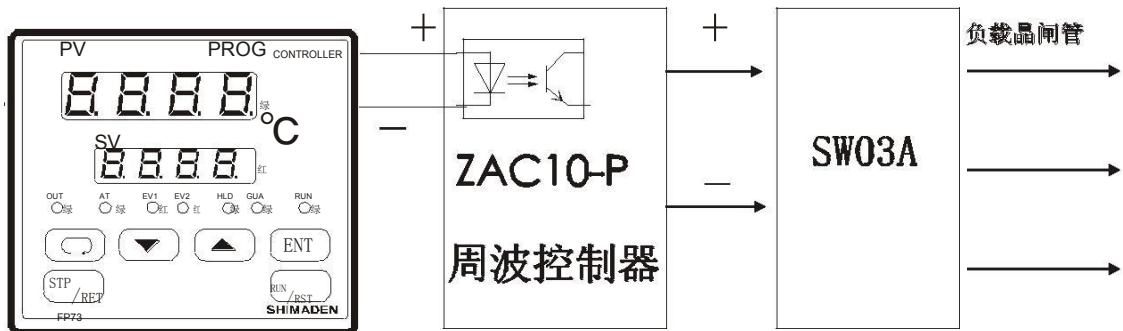 PV PROG CONTROLLER
8.8.8.8. 绿
℃
SV
8.8.8.8. 红
OUT 绿 AT 绿 EV1 红 EV2 红 HLD 绿 GUA 绿 RUN 绿
ENT
STP/RET RUN/RST
SHIMADEN
FP73
+
−
ZAC10-P
周波控制器
+
−
SW03A
负载晶闸管